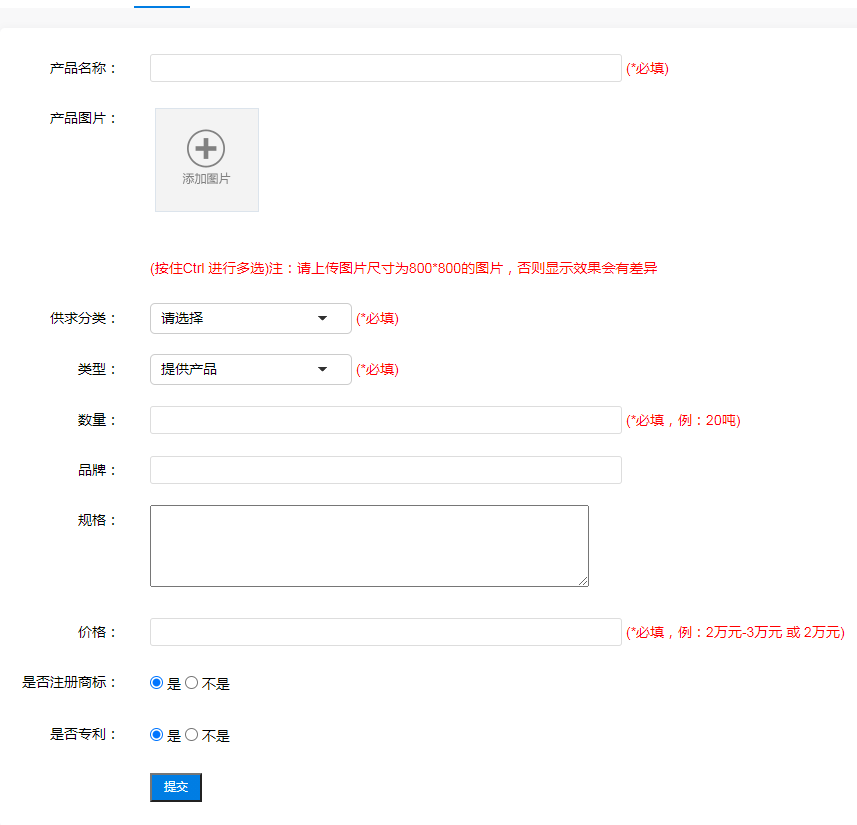 产品名称： (*必填)
产品图片：
添加图片
(按住Ctrl 进行多选)注：请上传图片尺寸为800*800的图片，否则显示效果会有差异
供求分类： 请选择 (*必填)
类型： 提供产品 (*必填)
数量： (*必填，例：20吨)
品牌：
规格：
价格： (*必填，例：2万元-3万元 或 2万元)
是否注册商标： 是 不是
是否专利： 是 不是
提交